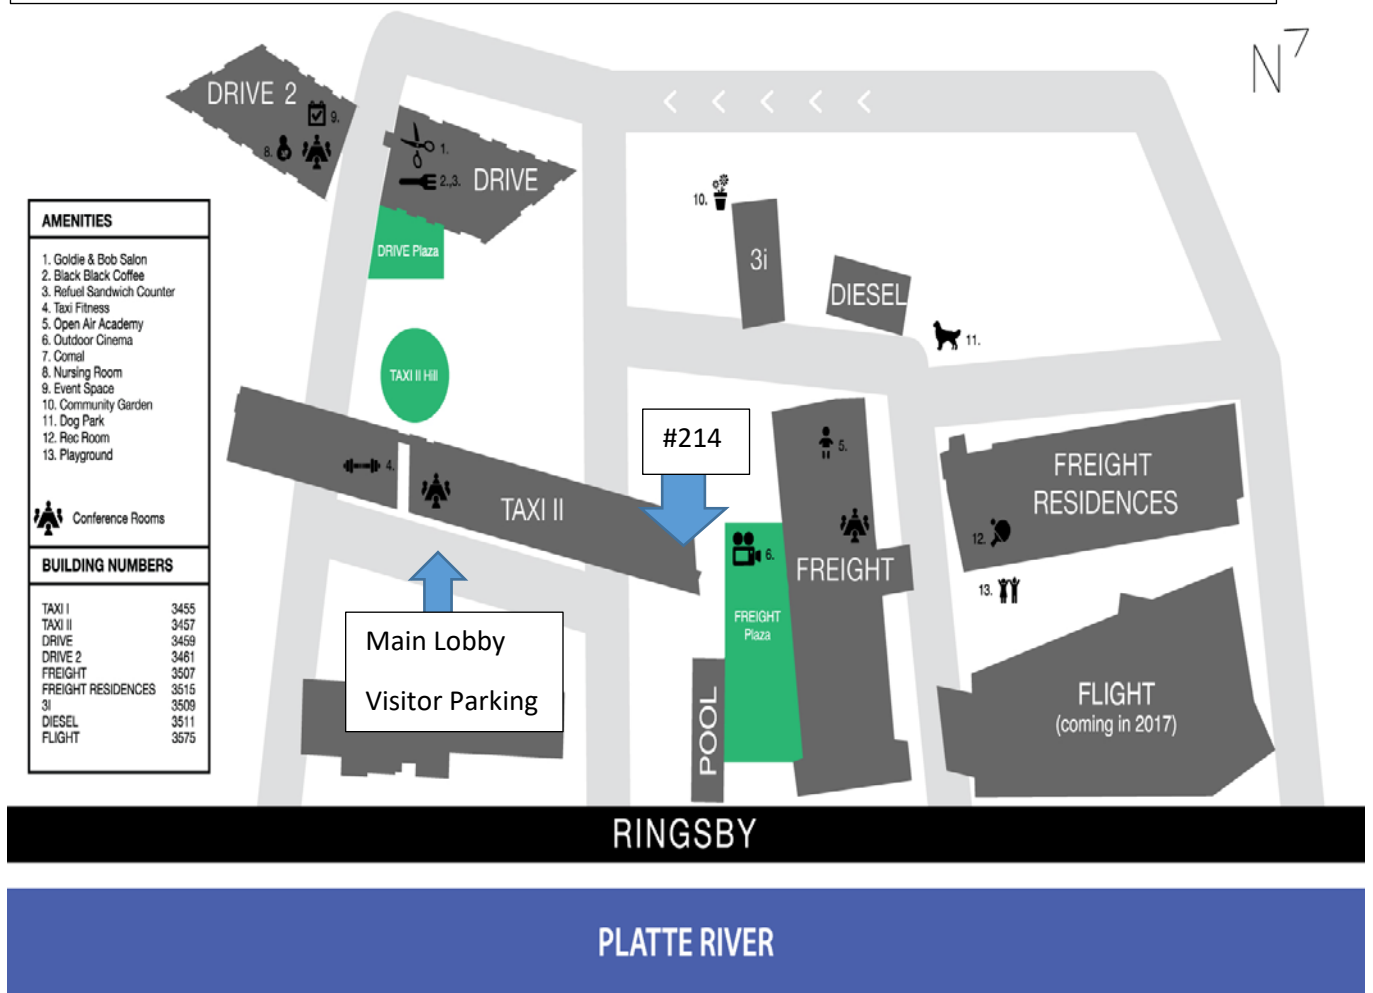 N
DRIVE 2
9.
8.
1.
2.,3.
DRIVE
DRIVE Plaza
10.
3i
DIESEL
11.
AMENITIES
1. Goldie & Bob Salon
2. Black Black Coffee
3. Refuel Sandwich Counter
4. Taxi Fitness
5. Open Air Academy
6. Outdoor Cinema
7. Comal
8. Nursing Room
9. Event Space
10. Community Garden
11. Dog Park
12. Rec Room
13. Playground
Conference Rooms
BUILDING NUMBERS
TAXI I 3455
TAXI II 3457
DRIVE 3459
DRIVE 2 3461
FREIGHT 3507
FREIGHT RESIDENCES 3515
3I 3509
DIESEL 3511
FLIGHT 3575
TAXI II Hill
#214
4.
TAXI II
5.
6.
FREIGHT
FREIGHT
Plaza
FREIGHT
RESIDENCES
12.
13.
Main Lobby
Visitor Parking
POOL
FLIGHT
(coming in 2017)
RINGSBY
PLATTE RIVER